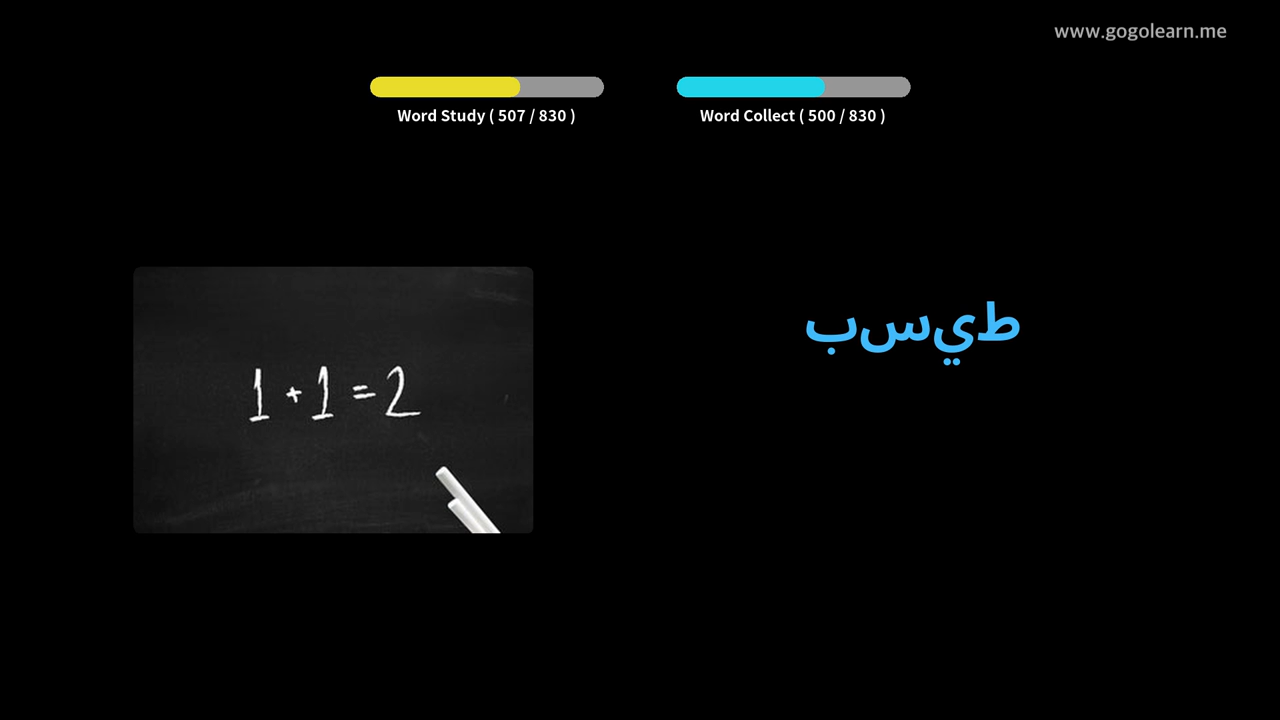 www.gogolearn.me
Word Study ( 507 / 830 )
Word Collect ( 500 / 830 )
طيسب
1 + 1 = 2